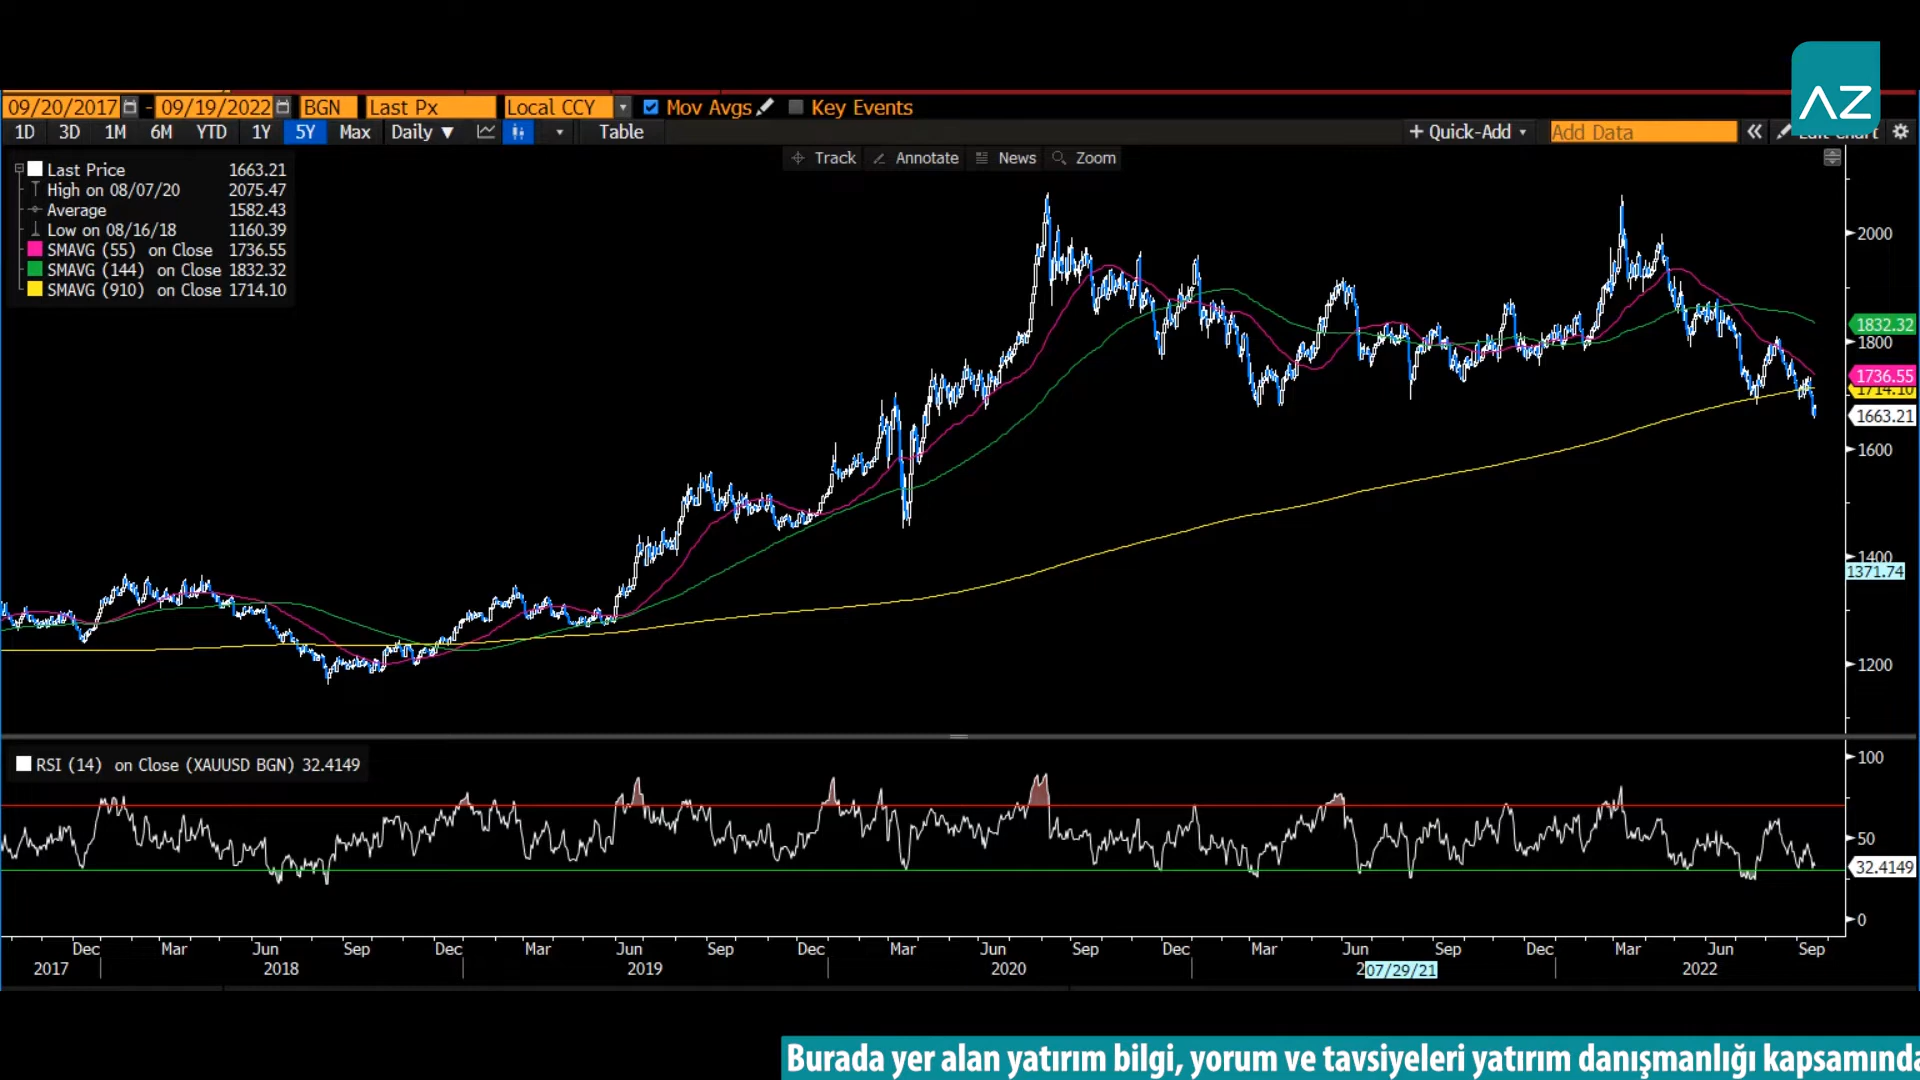 AZ
09/20/2017 - 09/19/2022 BGN Last Px Local CCY Mov Avgs Key Events
1D 3D 1M 6M YTD 1Y 5Y Max Daily ▼ Table + Quick-Add Add Data « Edit Chart
Track Annotate News Zoom
Last Price 1663.21
High on 08/07/20 2075.47
Average 1582.43
Low on 08/16/18 1160.39
SMAVG (55) on Close 1736.55
SMAVG (144) on Close 1832.32
SMAVG (910) on Close 1714.10
2000
1832.32
1800
1736.55
1714.10
1663.21
1600
1400
1371.74
1200
RSI (14) on Close (XAUUSD BGN) 32.4149
100
50
32.4149
0
Dec Mar Jun Sep Dec Mar Jun Sep Dec Mar Jun Sep Dec Mar Jun Sep Dec Mar Jun Sep
2017 2018 2019 2020 2 07/29/21 2022
Burada yer alan yatırım bilgi, yorum ve tavsiyeleri yatırım danışmanlığı kapsamında